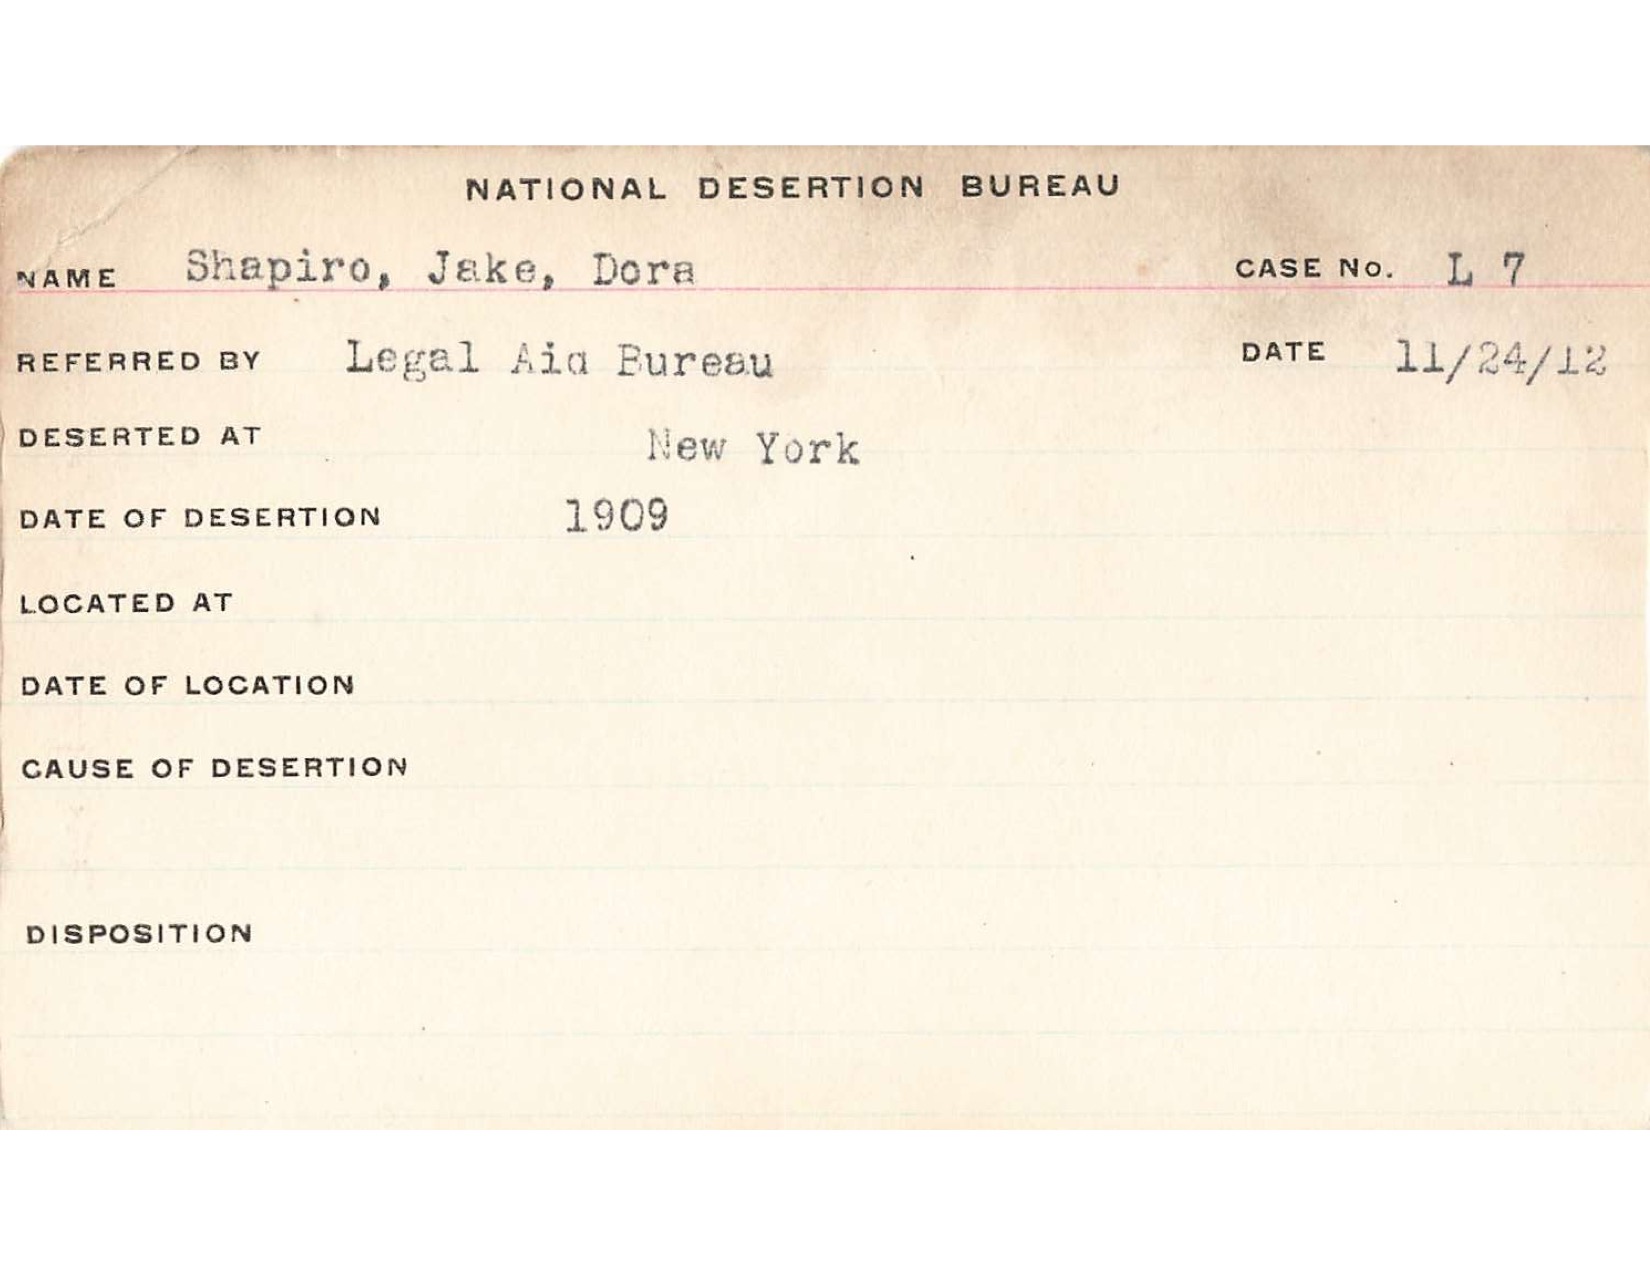 NATIONAL DESERTION BUREAU
NAME Shapiro, Jake, Dora CASE No. L 7
REFERRED BY Legal Aid Bureau DATE 11/24/12
DESERTED AT New York
DATE OF DESERTION 1909
LOCATED AT
DATE OF LOCATION
CAUSE OF DESERTION
DISPOSITION